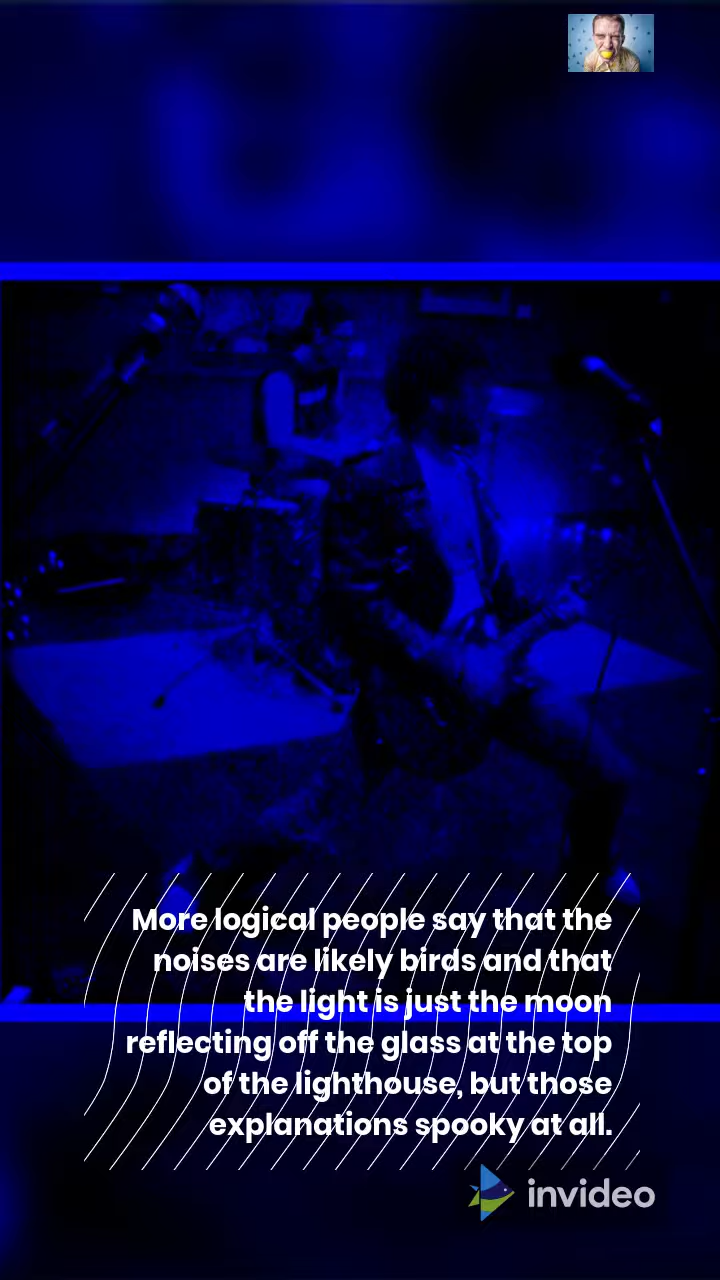 More logical people say that the
noises are likely birds and that
the light is just the moon
reflecting off the glass at the top
of the lighthouse, but those
explanations spooky at all.
invideo